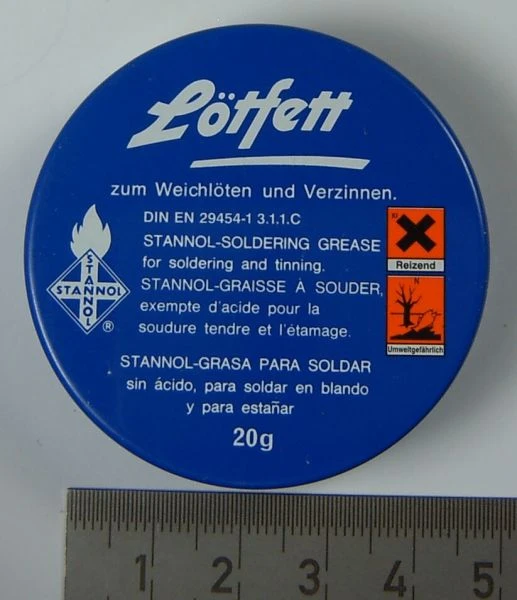 Lötfett
zum Weichlöten und Verzinnen.
DIN EN 29454-1 3.1.1.C
STANNOL-SOLDERING GREASE
for soldering and tinning.
STANNOL-GRAISSE À SOUDER,
exempte d'acide pour la
soudure tendre et l'étamage.
STANNOL-GRASA PARA SOLDAR
sin ácido, para soldar en blando
y para estañar
20g
STANNOL
STANNOL
®
Xi
Reizend
N
Umweltgefährlich
1 2 3 4 5